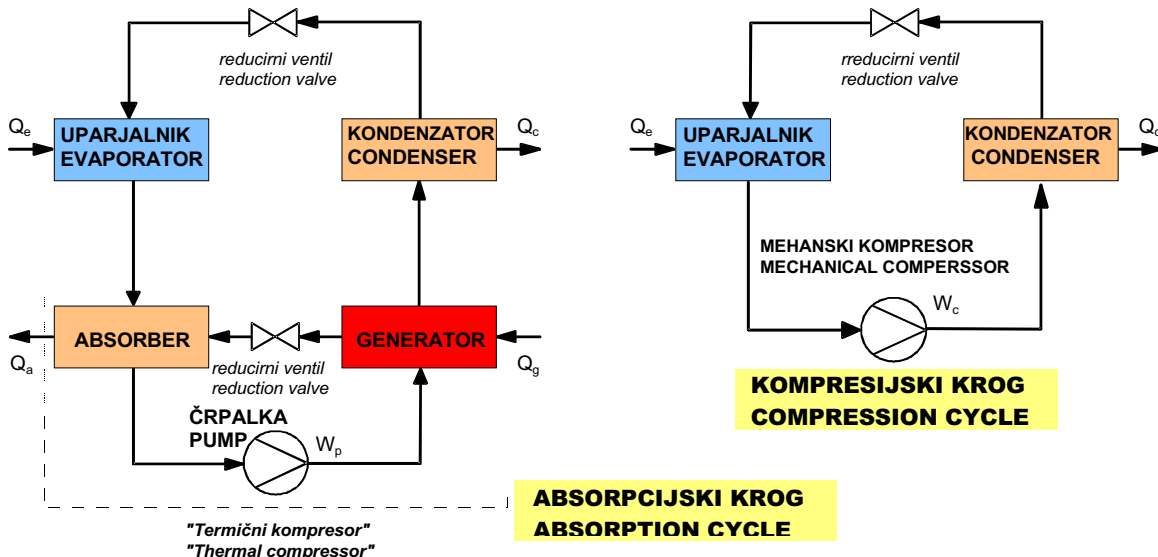 reducirni ventil
reduction valve
Qe
UPARJALNIK
EVAPORATOR
KONDENZATOR
CONDENSER
Qc
ABSORBER
GENERATOR
Qa
reducirni ventil
reduction valve
Qg
ČRPALKA
PUMP
Wp
"Termični kompresor"
"Thermal compressor"
ABSORPCIJSKI KROG
ABSORPTION CYCLE
rreducirni ventil
reduction valve
Qe
UPARJALNIK
EVAPORATOR
KONDENZATOR
CONDENSER
MEHANSKI KOMPRESOR
MECHANICAL COMPERSSOR
Wc
KOMPRESIJSKI KROG
COMPRESSION CYCLE